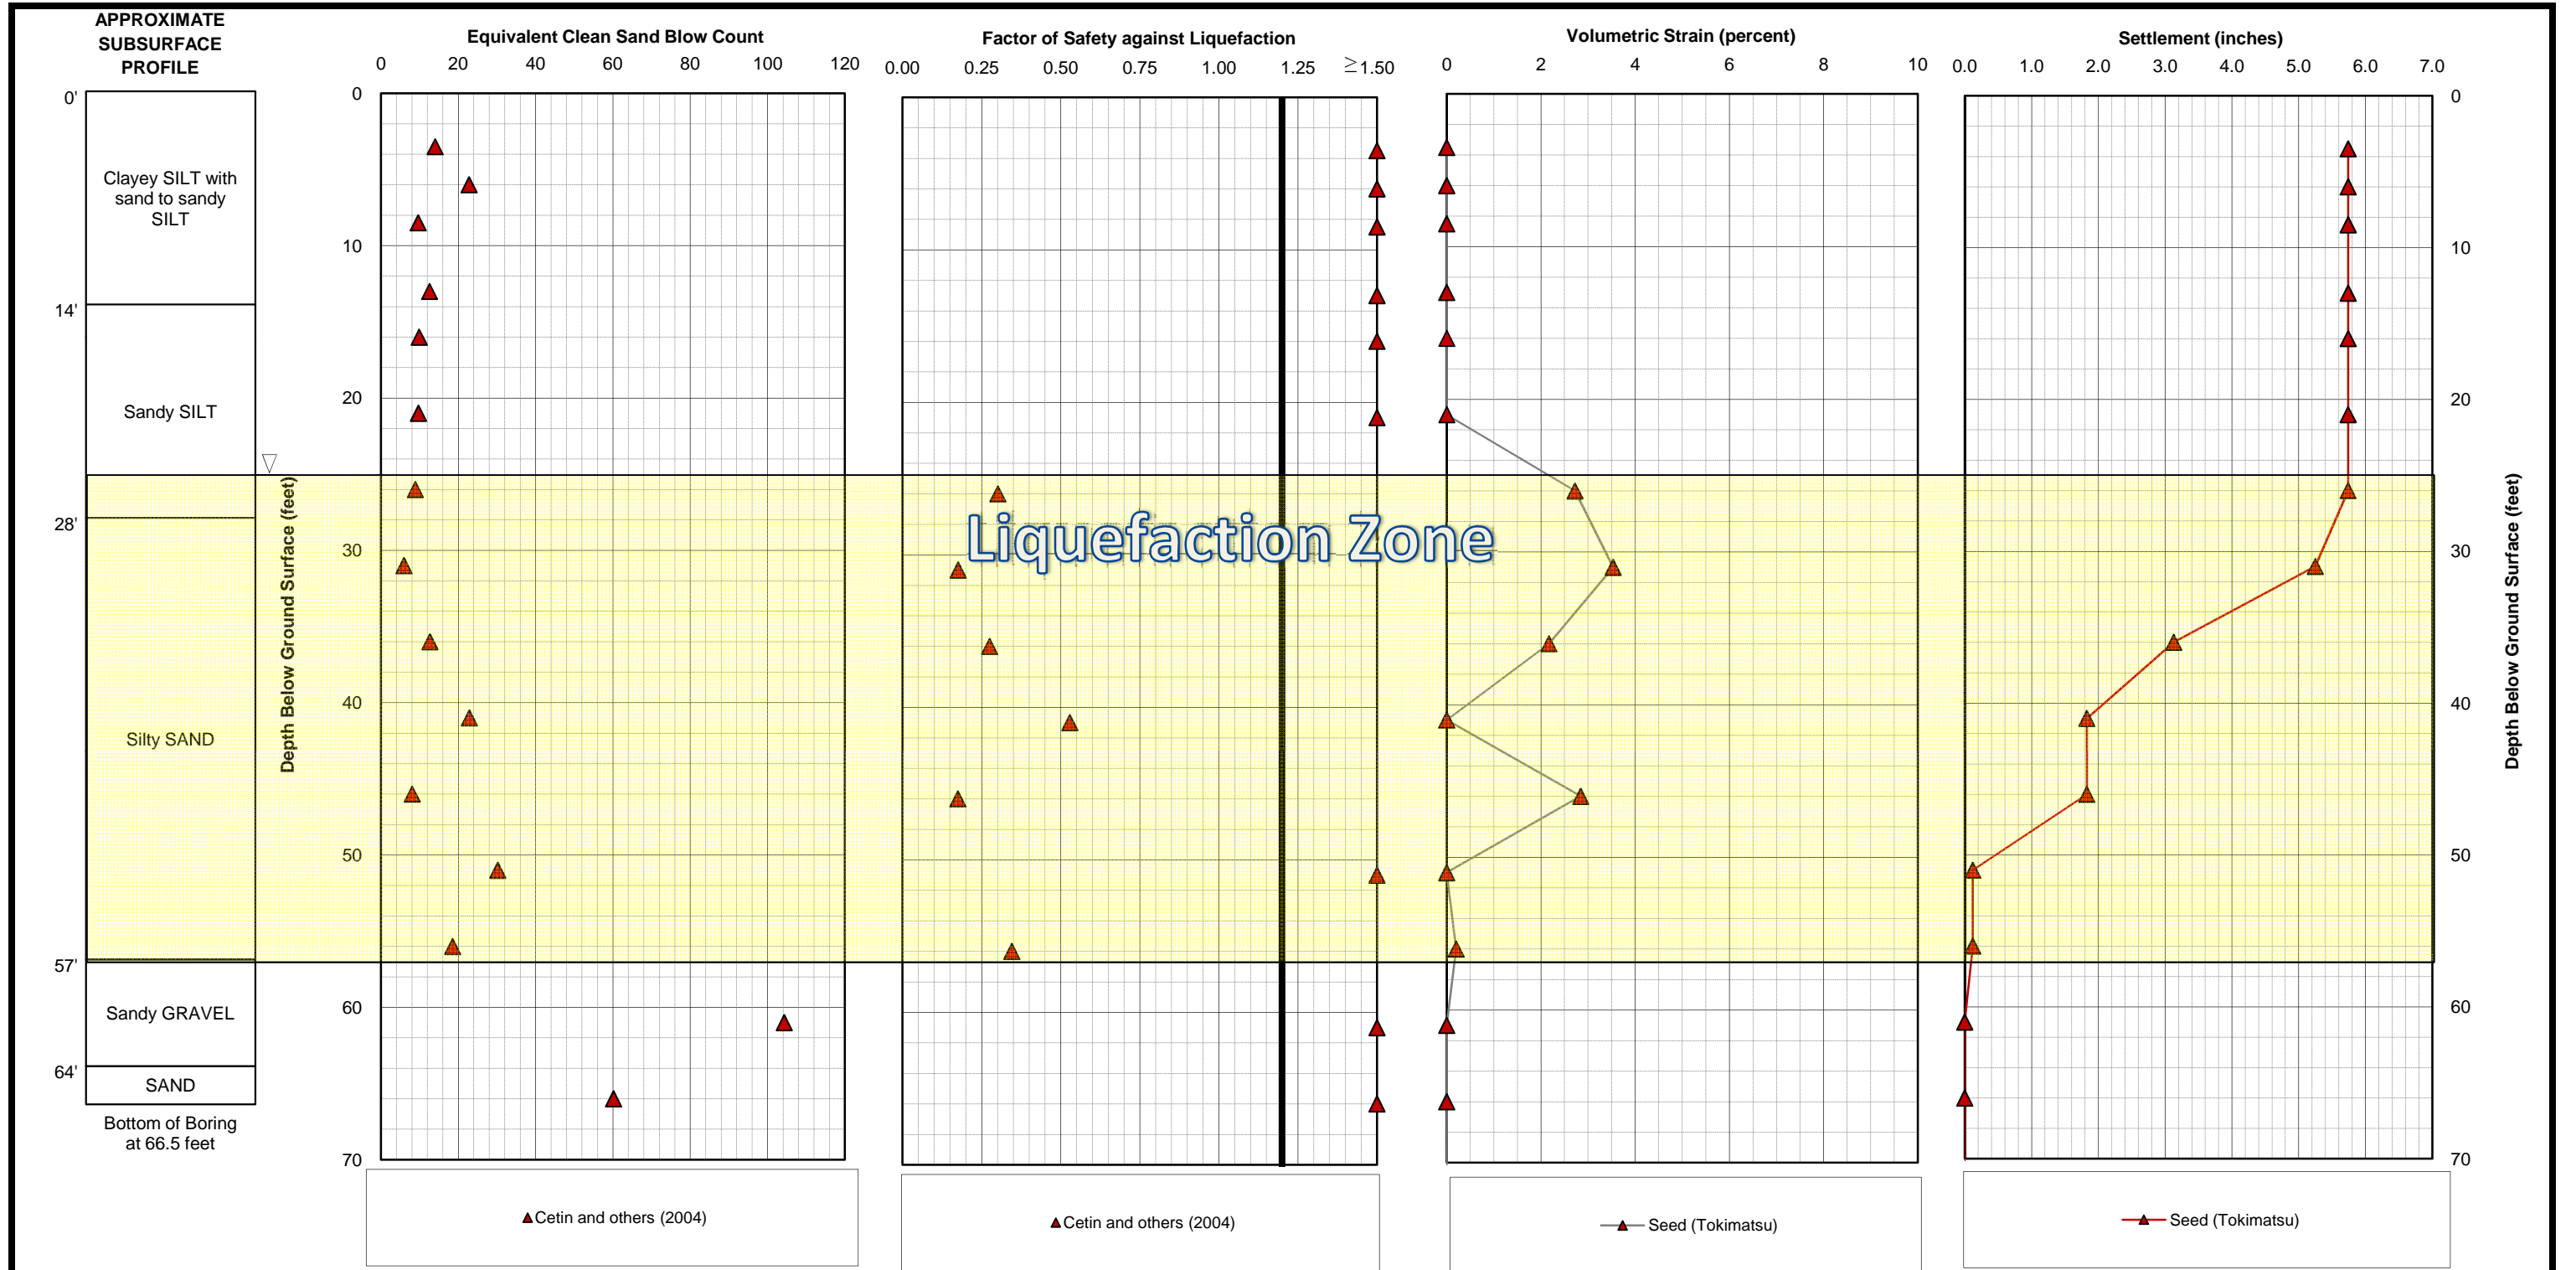 APPROXIMATE
SUBSURFACE
PROFILE
0'
Clayey SILT with
sand to sandy
SILT
14'
Sandy SILT
28'
Silty SAND
57'
Sandy GRAVEL
64'
SAND
Bottom of Boring
at 66.5 feet
Depth Below Ground Surface (feet)
Equivalent Clean Sand Blow Count
0 20 40 60 80 100 120
0
10
20
30
40
50
60
70
Cetin and others (2004)
Factor of Safety against Liquefaction
0.00 0.25 0.50 0.75 1.00 1.25 ≥1.50
Liquefaction Zone
Cetin and others (2004)
Volumetric Strain (percent)
0 2 4 6 8 10
Seed (Tokimatsu)
Settlement (inches)
0.0 1.0 2.0 3.0 4.0 5.0 6.0 7.0
0
10
20
30
40
50
60
70
Depth Below Ground Surface (feet)
Seed (Tokimatsu)